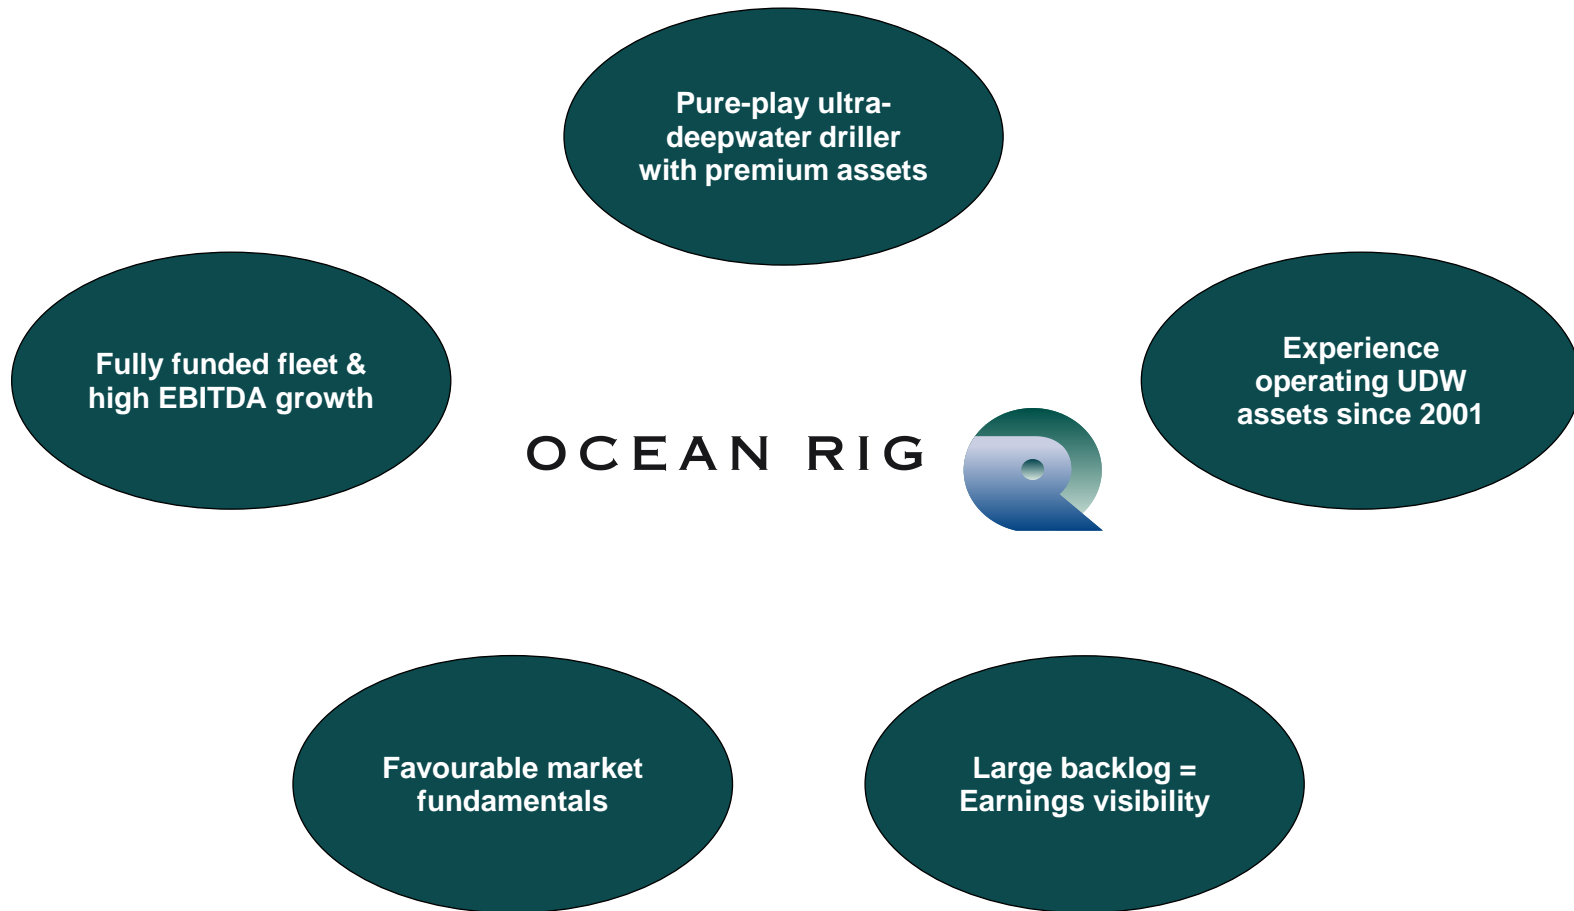 Pure-play ultra-
deepwater driller
with premium assets
Fully funded fleet &
high EBITDA growth
Experience
operating UDW
assets since 2001
OCEAN RIG
Favourable market
fundamentals
Large backlog =
Earnings visibility